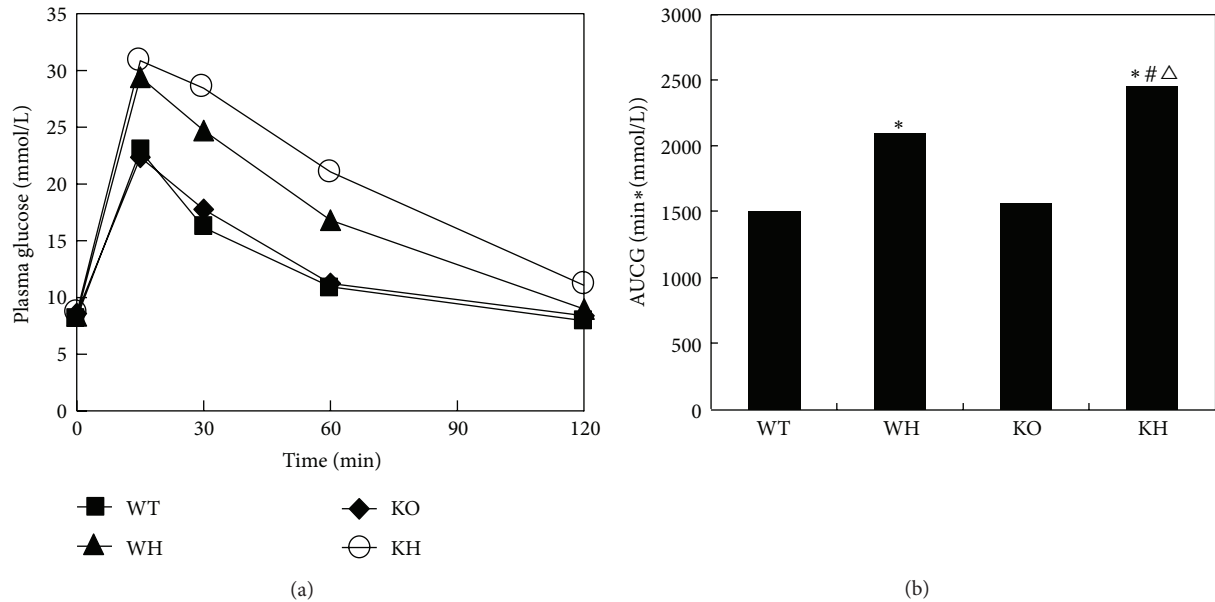 35
30
25
20
15
10
5
0
Plasma glucose (mmol/L)
0 30 60 90 120
Time (min)
WT KO
WH KH
(a)
3000
2500
2000
1500
1000
500
0
AUCG (min∗(mmol/L))
∗
∗ # △
WT WH KO KH
(b)